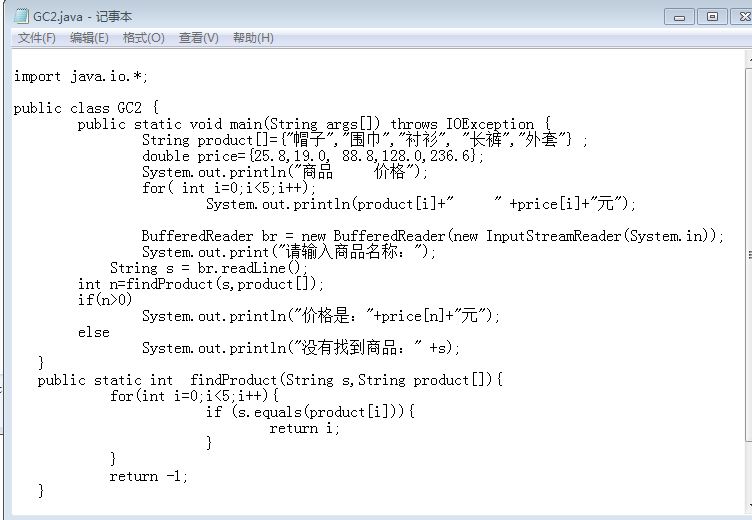 GC2.java - 记事本
文件(F) 编辑(E) 格式(O) 查看(V) 帮助(H)
import java.io.*;
public class GC2 {
public static void main(String args[]) throws IOException {
String product[]={"帽子","围巾","衬衫", "长裤","外套"} ;
double price={25.8,19.0, 88.8,128.0,236.6};
System.out.println("商品     价格");
for( int i=0;i<5;i++);
System.out.println(product[i]+"     " +price[i]+"元");
BufferedReader br = new BufferedReader(new InputStreamReader(System.in));
System.out.print("请输入商品名称：");
String s = br.readLine();
int n=findProduct(s,product[]);
if(n>0)
System.out.println("价格是："+price[n]+"元");
else
System.out.println("没有找到商品：" +s);
}
public static int  findProduct(String s,String product[]){
for(int i=0;i<5;i++){
if (s.equals(product[i])){
return i;
}
}
return -1;
}